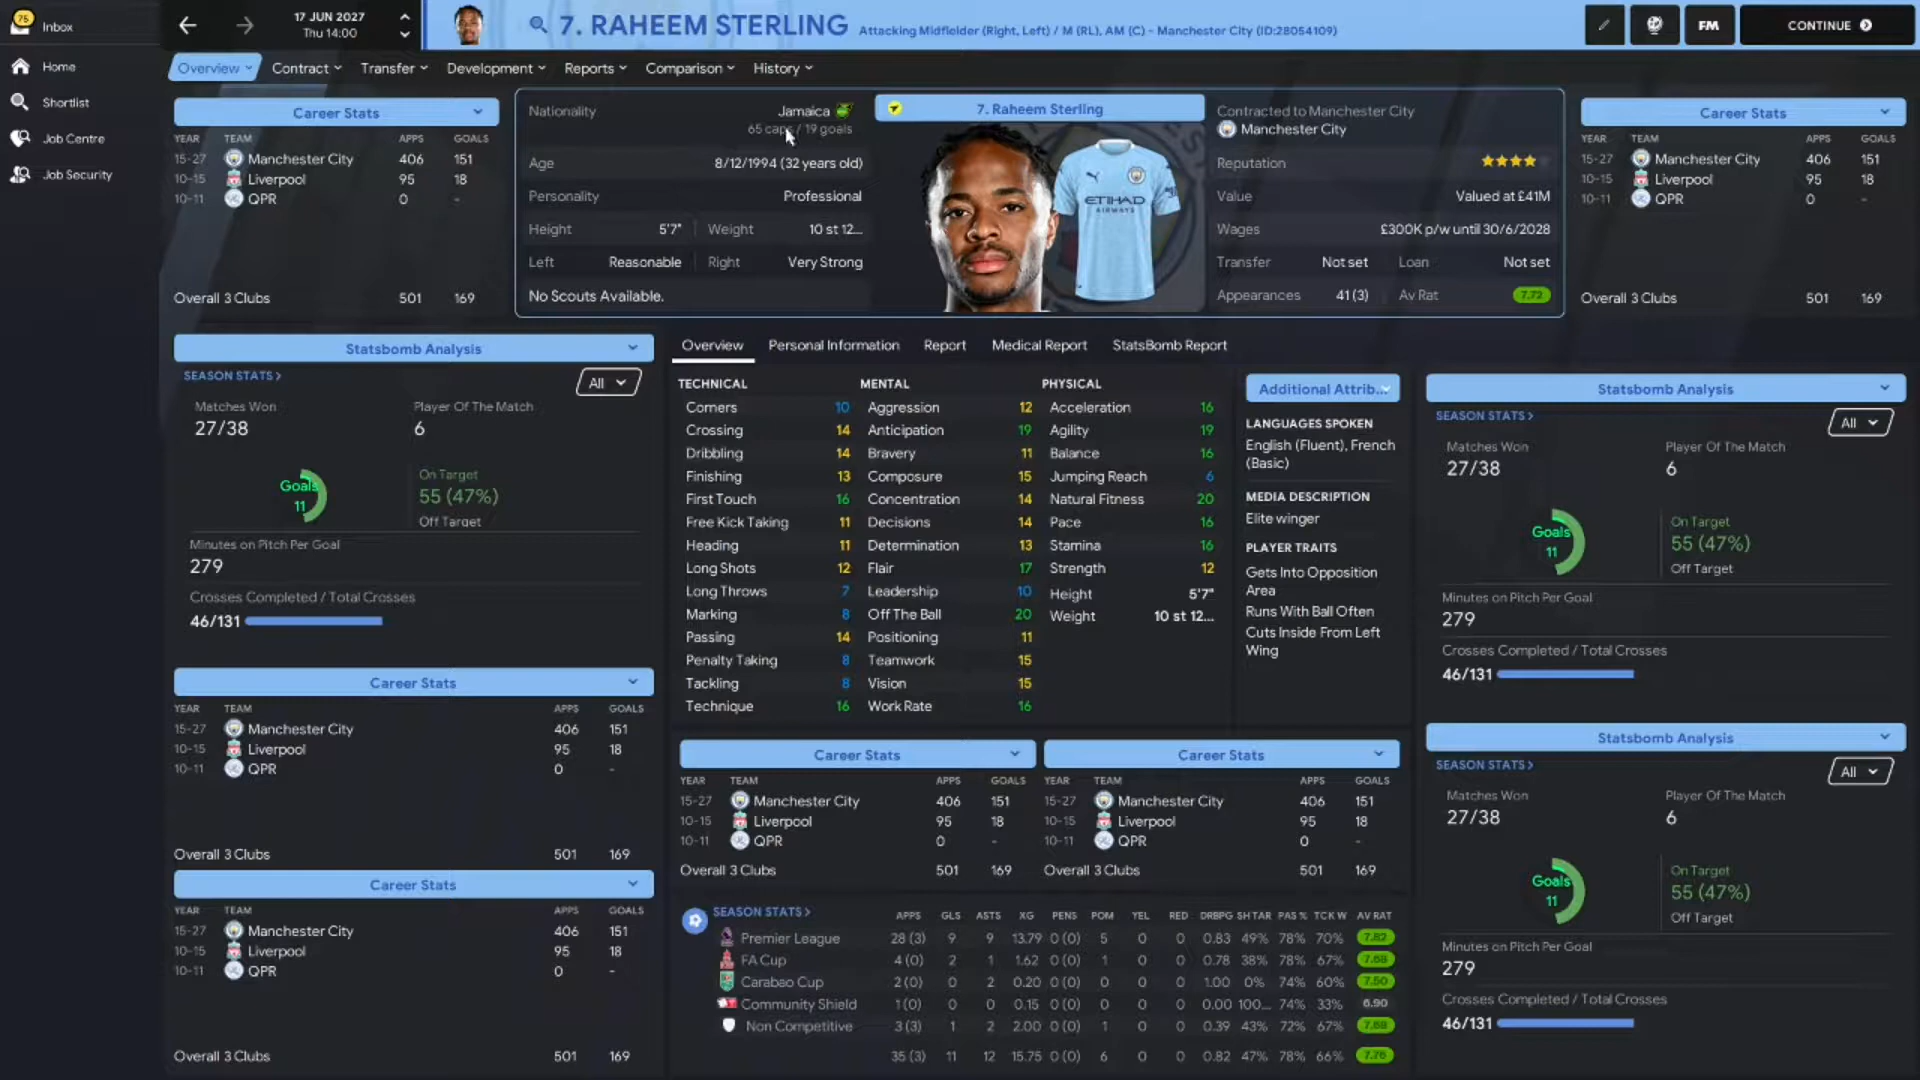 75
Inbox
Home
Shortlist
Job Centre
Job Security
17 JUN 2027
Thu 14:00
7. RAHEEM STERLING Attacking Midfielder (Right, Left) / M (RL), AM (C) - Manchester City (ID:28054109)
FM
CONTINUE
Overview Contract Transfer Development Reports Comparison History
Career Stats
YEAR TEAM APPS GOALS
15-27 Manchester City 406 151
10-15 Liverpool 95 18
10-11 QPR 0 -
Overall 3 Clubs 501 169
Nationality Jamaica
65 caps / 19 goals
Age 8/12/1994 (32 years old)
Personality Professional
Height 5'7" Weight 10 st 12...
Left Reasonable Right Very Strong
No Scouts Available.
7. Raheem Sterling
ETIHAD
AIRWAYS
Contracted to Manchester City
Manchester City
Reputation
Value Valued at £41M
Wages £300K p/w until 30/6/2028
Transfer Not set Loan Not set
Appearances 41(3) Av Rat 7.72
Career Stats
YEAR TEAM APPS GOALS
15-27 Manchester City 406 151
10-15 Liverpool 95 18
10-11 QPR 0 -
Overall 3 Clubs 501 169
Statsbomb Analysis
SEASON STATS >
All
Matches Won Player Of The Match
27/38 6
Goals
11
On Target
55 (47%)
Off Target
Minutes on Pitch Per Goal
279
Crosses Completed / Total Crosses
46/131
Career Stats
YEAR TEAM APPS GOALS
15-27 Manchester City 406 151
10-15 Liverpool 95 18
10-11 QPR 0 -
Overall 3 Clubs 501 169
Career Stats
YEAR TEAM APPS GOALS
15-27 Manchester City 406 151
10-15 Liverpool 95 18
10-11 QPR 0 -
Overall 3 Clubs 501 169
Overview Personal Information Report Medical Report StatsBomb Report
TECHNICAL MENTAL PHYSICAL
Corners 10 Aggression 12 Acceleration 16
Crossing 14 Anticipation 19 Agility 19
Dribbling 14 Bravery 11 Balance 16
Finishing 13 Composure 15 Jumping Reach 6
First Touch 16 Concentration 14 Natural Fitness 20
Free Kick Taking 11 Decisions 14 Pace 16
Heading 11 Determination 13 Stamina 16
Long Shots 12 Flair 17 Strength 12
Long Throws 7 Leadership 10 Height 5'7"
Marking 8 Off The Ball 20 Weight 10 st 12...
Passing 14 Positioning 11
Penalty Taking 8 Teamwork 15
Tackling 8 Vision 15
Technique 16 Work Rate 16
Additional Attrib...
LANGUAGES SPOKEN
English (Fluent), French
(Basic)
MEDIA DESCRIPTION
Elite winger
PLAYER TRAITS
Gets Into Opposition
Area
Runs With Ball Often
Cuts Inside From Left
Wing
Career Stats
YEAR TEAM APPS GOALS
15-27 Manchester City 406 151
10-15 Liverpool 95 18
10-11 QPR 0 -
Overall 3 Clubs 501 169
Career Stats
YEAR TEAM APPS GOALS
15-27 Manchester City 406 151
10-15 Liverpool 95 18
10-11 QPR 0 -
Overall 3 Clubs 501 169
SEASON STATS > APPS GLS ASTS XG PENS POM YEL RED DRBPG SH TAR PAS % TCK W AV RAT
Premier League 28 (3) 9 9 13.79 0 (0) 5 0 0 0.83 49% 78% 70% 7.82
FA Cup 4 (0) 2 1 1.62 0 (0) 1 0 0 0.78 38% 78% 67% 7.68
Carabao Cup 2 (0) 0 2 0.20 0 (0) 0 0 0 1.00 0% 74% 60% 7.50
Community Shield 1 (0) 0 0 0.15 0 (0) 0 0 0 0.00 100... 74% 33% 6.90
Non Competitive 3 (3) 1 2 2.00 0 (0) 1 0 0 0.39 43% 72% 67% 7.68
35 (3) 11 12 15.75 0 (0) 6 0 0 0.82 47% 78% 66% 7.76
Statsbomb Analysis
SEASON STATS >
All
Matches Won Player Of The Match
27/38 6
Goals
11
On Target
55 (47%)
Off Target
Minutes on Pitch Per Goal
279
Crosses Completed / Total Crosses
46/131
Statsbomb Analysis
SEASON STATS >
All
Matches Won Player Of The Match
27/38 6
Goals
11
On Target
55 (47%)
Off Target
Minutes on Pitch Per Goal
279
Crosses Completed / Total Crosses
46/131